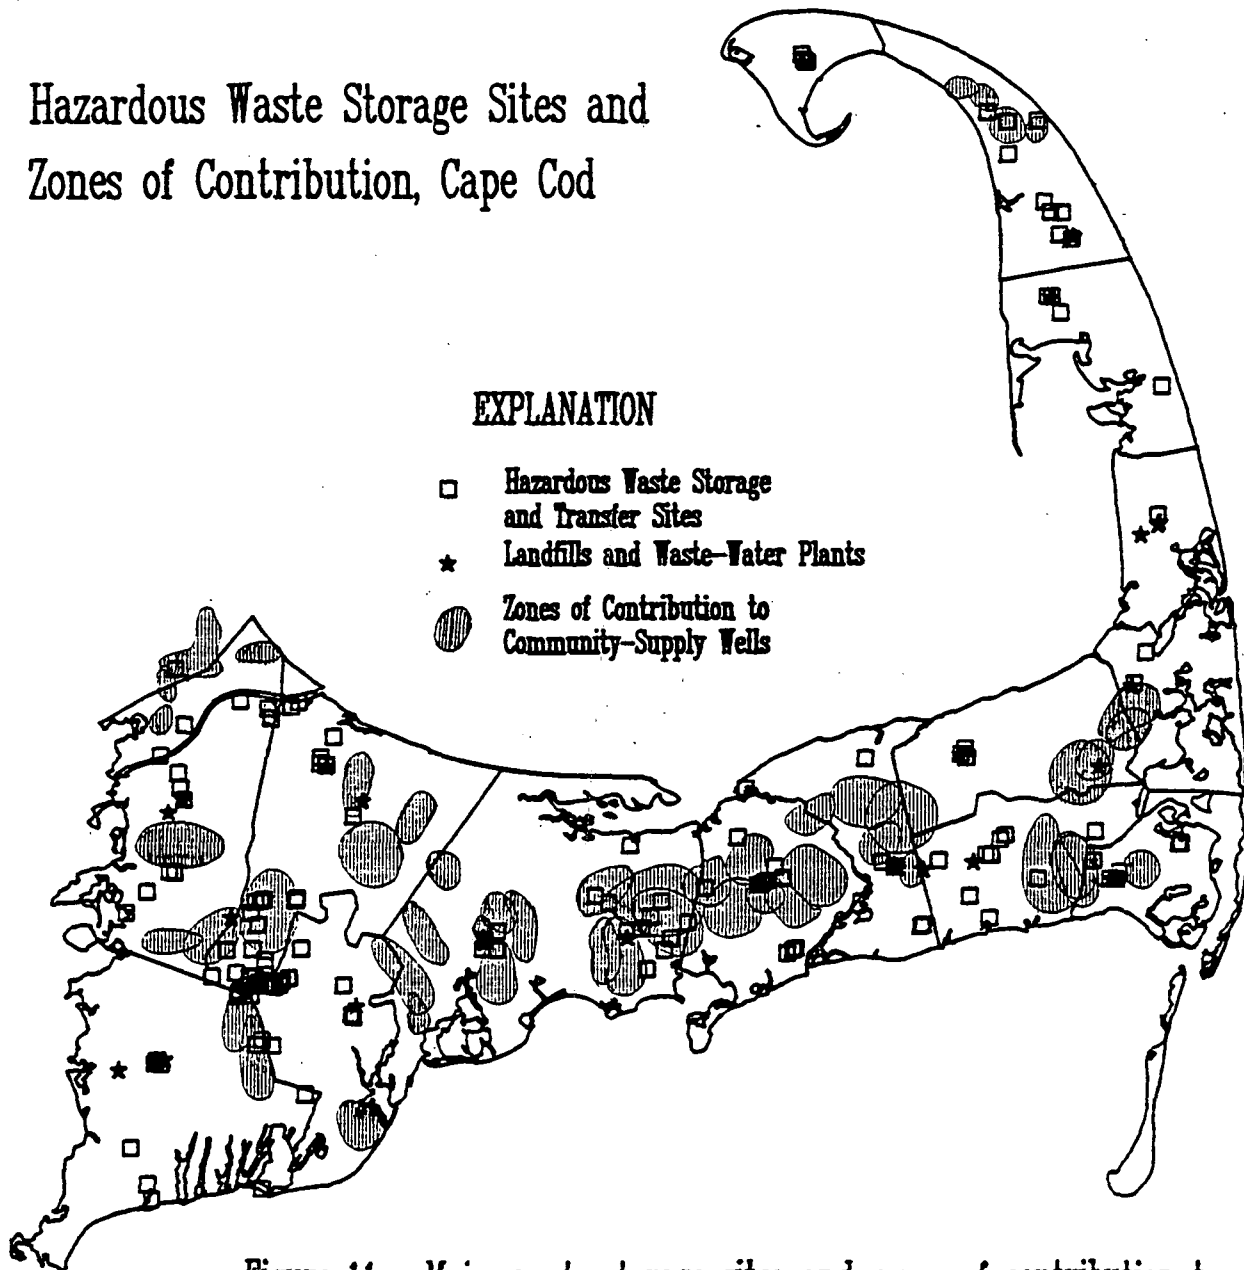 Hazardous Waste Storage Sites and
Zones of Contribution, Cape Cod
EXPLANATION
Hazardous Waste Storage
and Transfer Sites
Landfills and Waste-Water Plants
Zones of Contribution to
Community-Supply Wells